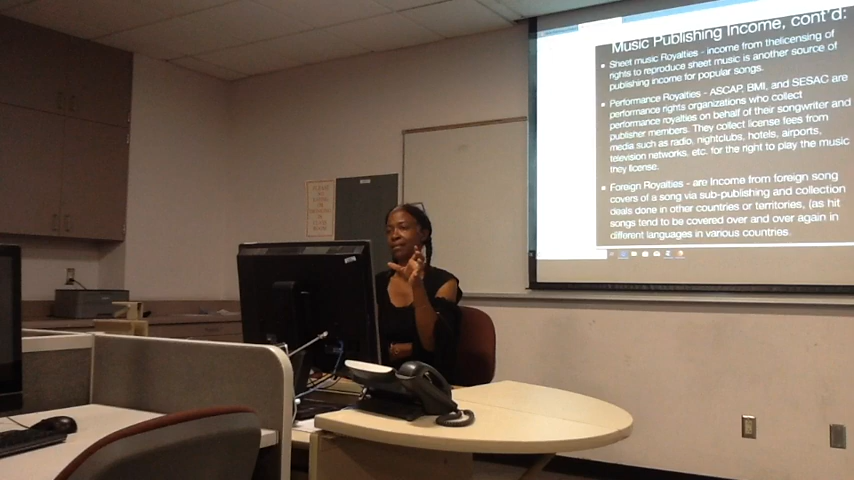 Music Publishing Income, cont'd:
Sheet music Royalties - income from thelicensing of
rights to reproduce sheet music is another source of
publishing income for popular songs.
Performance Royalties - ASCAP, BMI, and SESAC are
performance rights organizations who collect
performance royalties on behalf of their songwriter and
publisher members. They collect license fees from
media such as radio, nightclubs, hotels, airports,
television networks, etc. for the right to play the music
they license.
Foreign Royalties - are Income from foreign song
covers of a song via sub-publishing and collection
deals done in other countries or territories, (as hit
songs tend to be covered over and over again in
different languages in various countries.